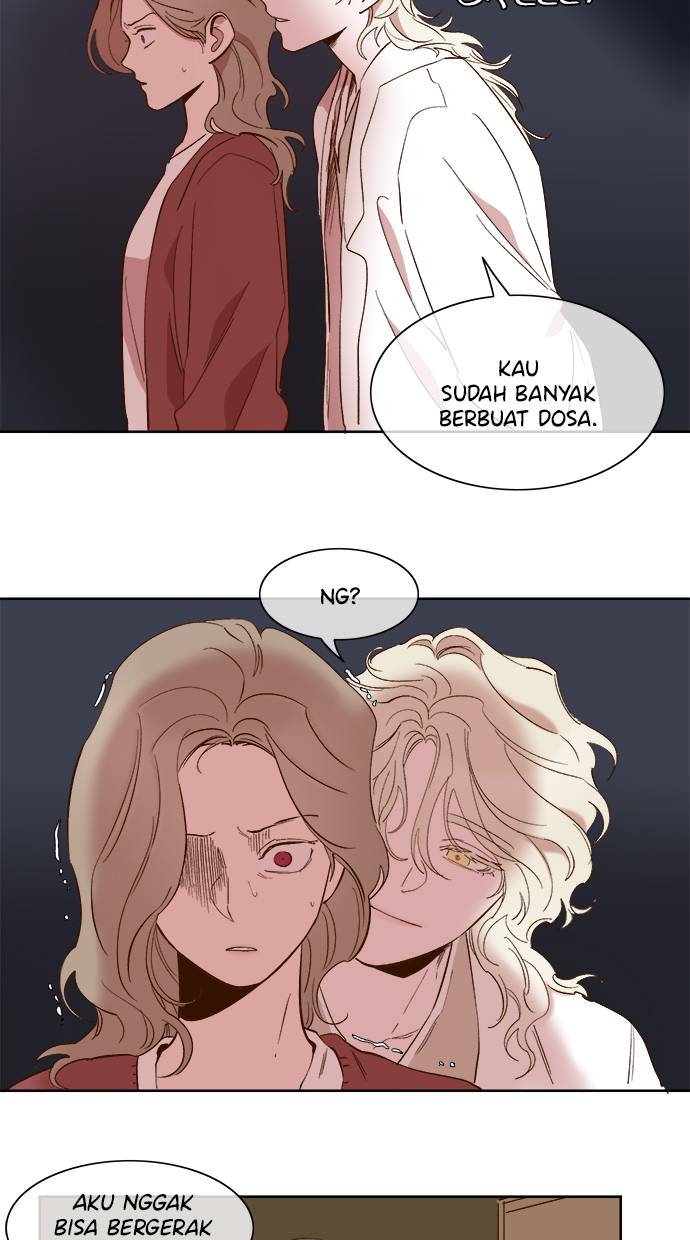 KAU
SUDAH BANYAK
BERBUAT DOSA.
NG?
AKU NGGAK
BISA BERGERAK